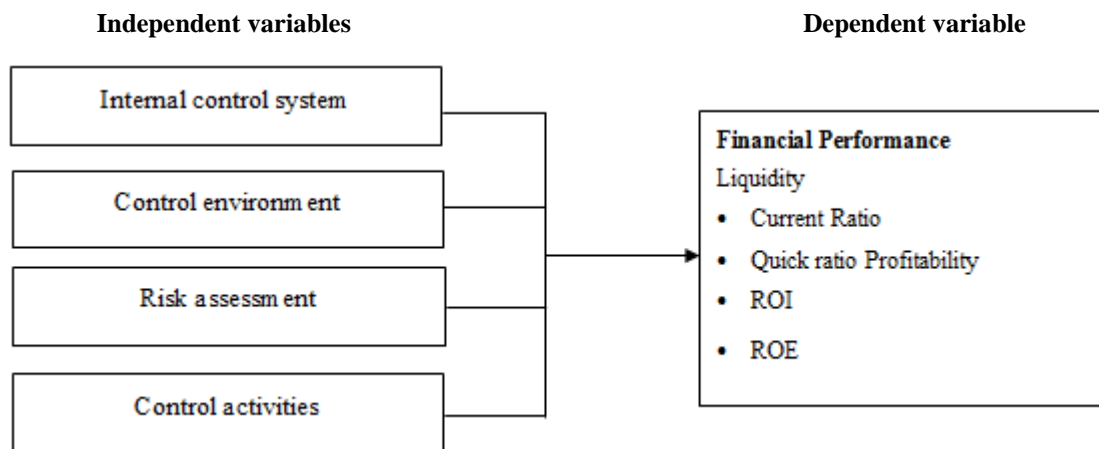 Independent variables
Dependent variable
Internal control system
Control environment
Risk assessment
Control activities
Financial Performance
Liquidity
• Current Ratio
• Quick ratio Profitability
• ROI
• ROE